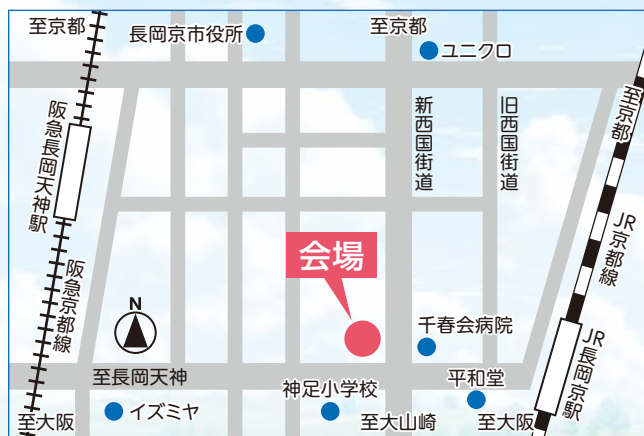 至京都
長岡京市役所
至京都
ユニクロ
新西国街道
旧西国街道
至京都
阪急長岡天神駅
JR京都線
会場
阪急京都線
N
千春会病院
JR長岡京駅
至長岡天神
神足小学校
平和堂
至大阪
イズミヤ
至大山崎
至大阪